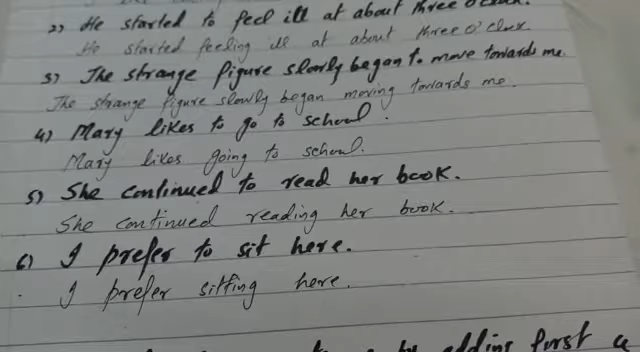 2) He started to feel ill at about three o'clock.
He started feeling ill at about three o'clock
3) The strange figure slowly began to move towards me.
The strange figure slowly began moving towards me.
4) Mary likes to go to school.
Mary likes going to school.
5) She continued to read her book.
She continued reading her book.
6) I prefer to sit here.
I prefer sitting here.
by adding first a